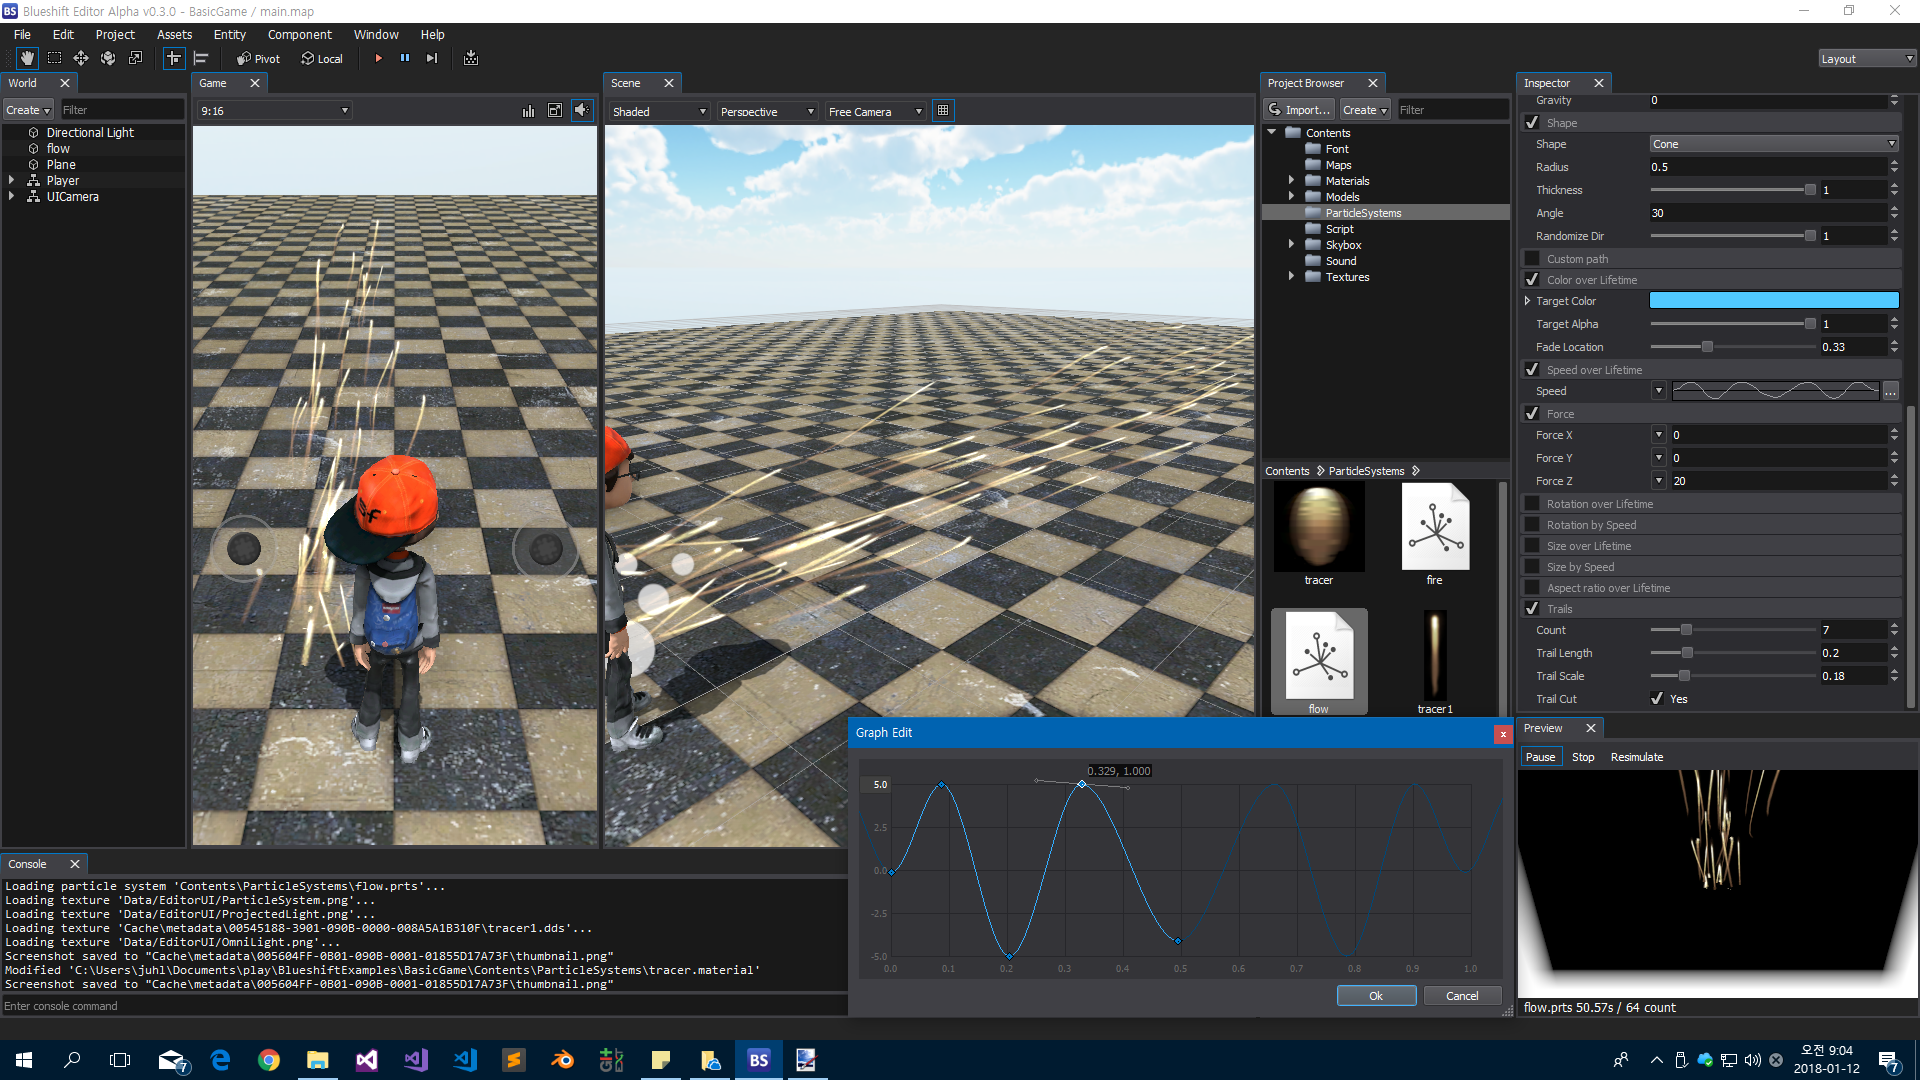 BS Blueshift Editor Alpha v0.3.0 - BasicGame / main.map
File Edit Project Assets Entity Component Window Help
Pivot Local Layout
World
Create Filter
Directional Light
flow
Plane
Player
UICamera
Game
9:16
Scene
Shaded Perspective Free Camera
Project Browser
Import... Create Filter
Contents
Font
Maps
Materials
Models
ParticleSystems
Script
Skybox
Sound
Textures
Contents ParticleSystems
tracer fire
flow tracer1
Inspector
Gravity 0
Shape
Shape Cone
Radius 0.5
Thickness 1
Angle 30
Randomize Dir 1
Custom path
Color over Lifetime
Target Color
Target Alpha 1
Fade Location 0.33
Speed over Lifetime
Speed ...
Force
Force X 0
Force Y 0
Force Z 20
Rotation over Lifetime
Rotation by Speed
Size over Lifetime
Size by Speed
Aspect ratio over Lifetime
Trails
Count 7
Trail Length 0.2
Trail Scale 0.18
Trail Cut Yes
Preview
Pause Stop Resimulate
flow.prts 50.57s / 64 count
Graph Edit x
0.329, 1.000
5.0
2.5
0.0
-2.5
-5.0
0.0 0.1 0.2 0.3 0.4 0.5 0.6 0.7 0.8 0.9 1.0
Ok Cancel
Console
Loading particle system 'Contents\ParticleSystems\flow.prts'...
Loading texture 'Data/EditorUI/ParticleSystem.png'...
Loading texture 'Data/EditorUI/ProjectedLight.png'...
Loading texture 'Cache\metadata\00545188-3901-090B-0000-008A5A1B310F\tracer1.dds'...
Loading texture 'Data/EditorUI/OmniLight.png'...
Screenshot saved to "Cache\metadata\005604FF-0B01-090B-0001-01855D17A73F\thumbnail.png"
Modified 'C:\Users\juhl\Documents\play\BlueshiftExamples\BasicGame\Contents\ParticleSystems\tracer.material'
Screenshot saved to "Cache\metadata\005604FF-0B01-090B-0001-01855D17A73F\thumbnail.png"
Enter console command
7 BS 오전 9:04
2018-01-12 7